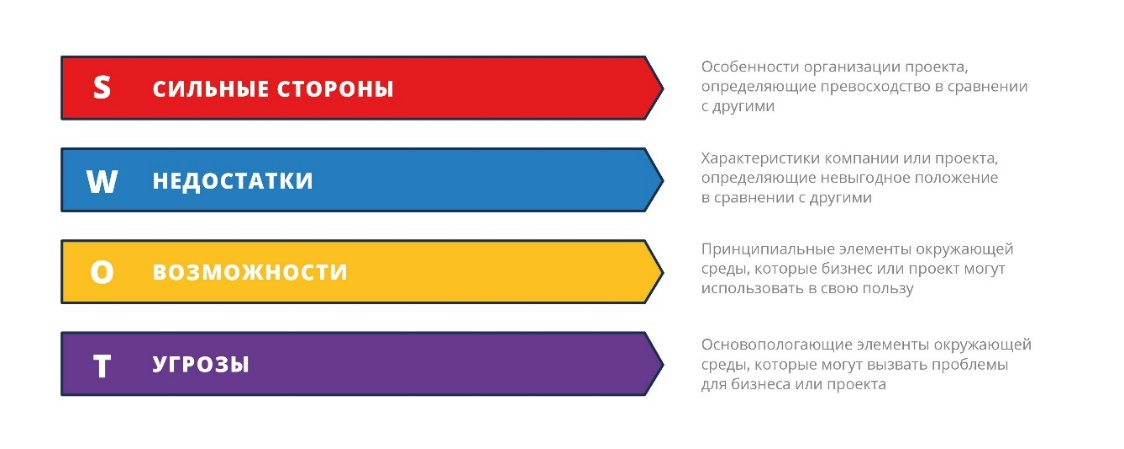 S СИЛЬНЫЕ СТОРОНЫ
Особенности организации проекта,
определяющие превосходство в сравнении
с другими
W НЕДОСТАТКИ
Характеристики компании или проекта,
определяющие невыгодное положение
в сравнении с другими
O ВОЗМОЖНОСТИ
Принципиальные элементы окружающей
среды, которые бизнес или проект могут
использовать в свою пользу
T УГРОЗЫ
Основопологающие элементы окружающей
среды, которые могут вызвать проблемы
для бизнеса или проекта